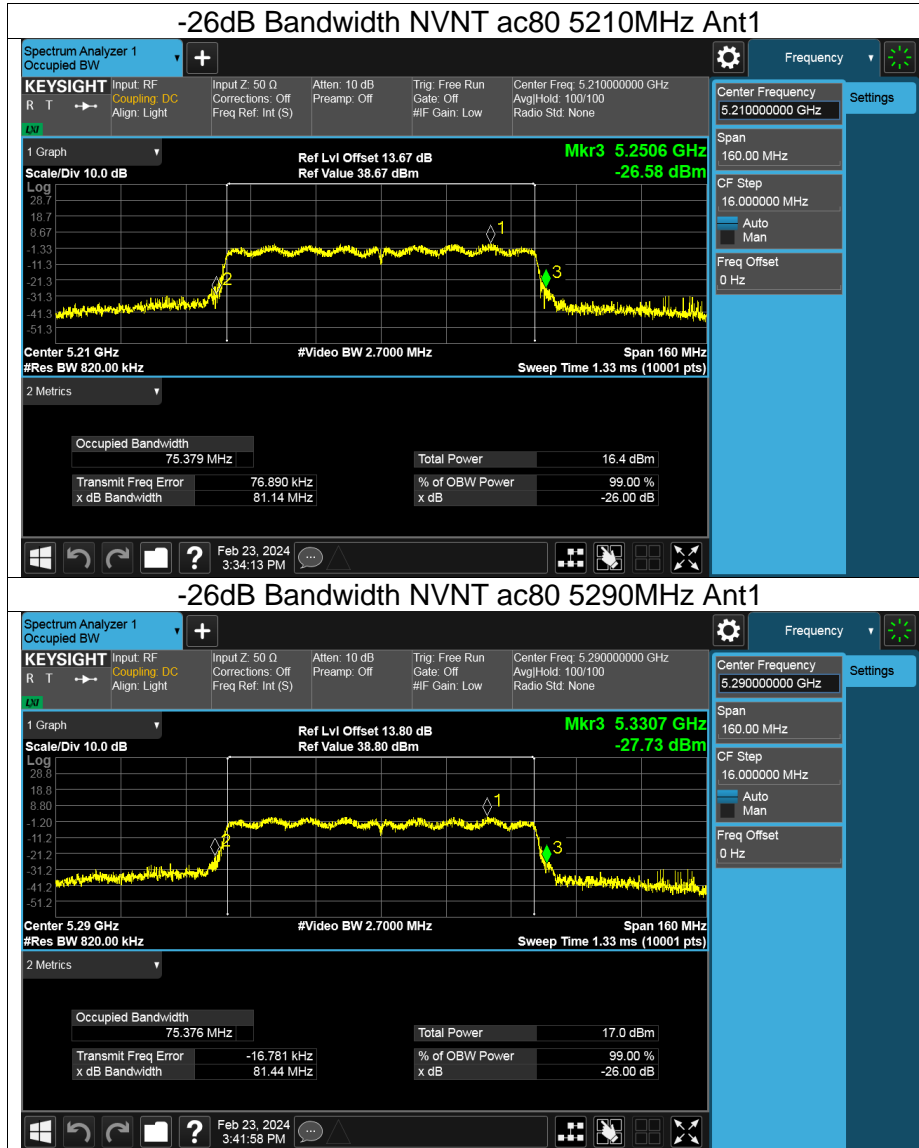 -26dB Bandwidth NVNT ac80 5210MHz Ant1
Spectrum Analyzer 1
Occupied BW
Frequency
KEYSIGHT Input: RF Input Z: 50 Ω Atten: 10 dB Trig: Free Run Center Freq: 5.210000000 GHz
R T Coupling: DC Corrections: Off Preamp: Off Gate: Off Avg|Hold: 100/100
Align: Light Freq Ref: Int (S) #IF Gain: Low Radio Std: None
LXI
Center Frequency
5.210000000 GHz
Settings
Span
160.00 MHz
CF Step
16.000000 MHz
Auto
Man
Freq Offset
0 Hz
1 Graph Ref Lvl Offset 13.67 dB Mkr3 5.2506 GHz
Scale/Div 10.0 dB Ref Value 38.67 dBm -26.58 dBm
Log
28.7
18.7
8.67
-1.33
-11.3
-21.3
-31.3
-41.3
-51.3
1
2
3
Center 5.21 GHz #Video BW 2.7000 MHz Span 160 MHz
#Res BW 820.00 kHz Sweep Time 1.33 ms (10001 pts)
2 Metrics
Occupied Bandwidth
75.379 MHz Total Power 16.4 dBm
Transmit Freq Error 76.890 kHz % of OBW Power 99.00 %
x dB Bandwidth 81.14 MHz x dB -26.00 dB
? Feb 23, 2024
3:34:13 PM
-26dB Bandwidth NVNT ac80 5290MHz Ant1
Spectrum Analyzer 1
Occupied BW
Frequency
KEYSIGHT Input: RF Input Z: 50 Ω Atten: 10 dB Trig: Free Run Center Freq: 5.290000000 GHz
R T Coupling: DC Corrections: Off Preamp: Off Gate: Off Avg|Hold: 100/100
Align: Light Freq Ref: Int (S) #IF Gain: Low Radio Std: None
LXI
Center Frequency
5.290000000 GHz
Settings
Span
160.00 MHz
CF Step
16.000000 MHz
Auto
Man
Freq Offset
0 Hz
1 Graph Ref Lvl Offset 13.80 dB Mkr3 5.3307 GHz
Scale/Div 10.0 dB Ref Value 38.80 dBm -27.73 dBm
Log
28.8
18.8
8.80
-1.20
-11.2
-21.2
-31.2
-41.2
-51.2
1
2
3
Center 5.29 GHz #Video BW 2.7000 MHz Span 160 MHz
#Res BW 820.00 kHz Sweep Time 1.33 ms (10001 pts)
2 Metrics
Occupied Bandwidth
75.376 MHz Total Power 17.0 dBm
Transmit Freq Error -16.781 kHz % of OBW Power 99.00 %
x dB Bandwidth 81.44 MHz x dB -26.00 dB
? Feb 23, 2024
3:41:58 PM